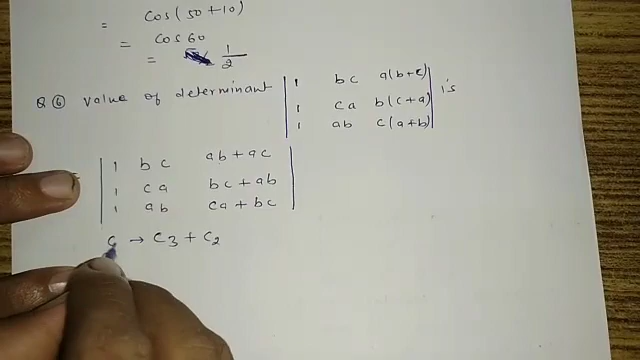 = cos(50+10)
= cos 60
= 1/2
Q ⑥ value of determinant | 1 bc a(b+c) | is
| 1 ca b(c+a) |
| 1 ab c(a+b) |
| 1 bc ab+ac |
| 1 ca bc+ab |
| 1 ab ca+bc |
C → C₃ + C₂